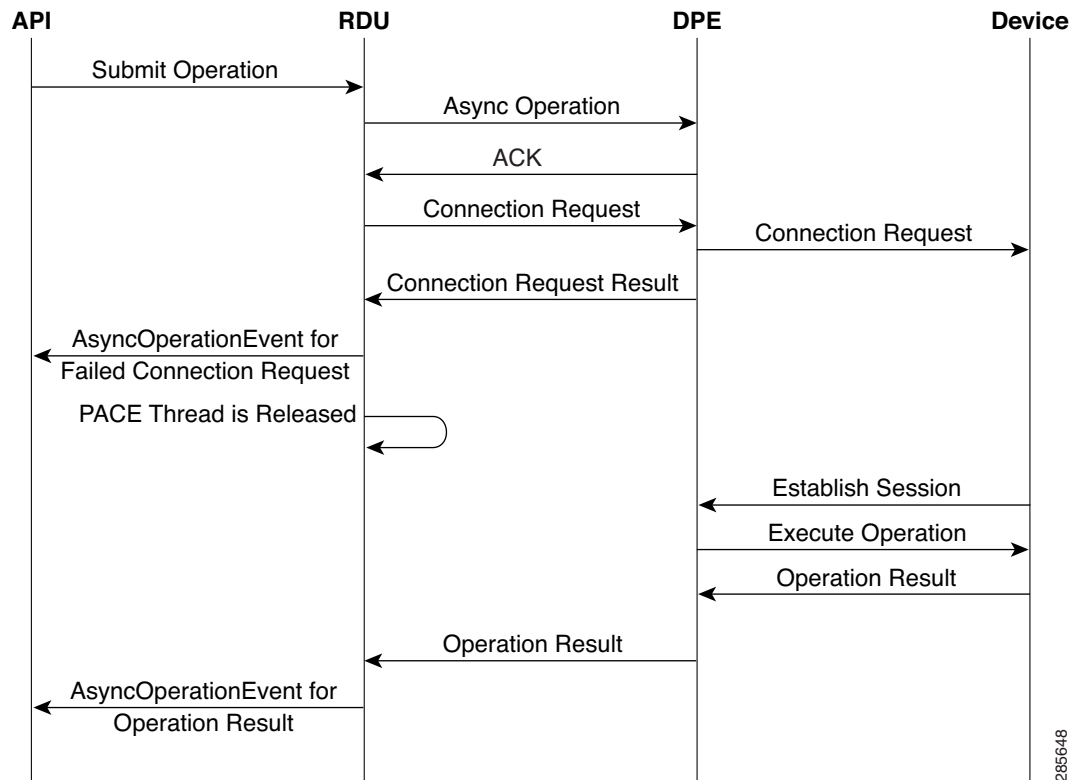 API RDU DPE Device
Submit Operation
Async Operation
ACK
Connection Request
Connection Request
Connection Request Result
AsyncOperationEvent for
Failed Connection Request
PACE Thread is Released
Establish Session
Execute Operation
Operation Result
Operation Result
AsyncOperationEvent for
Operation Result
285648